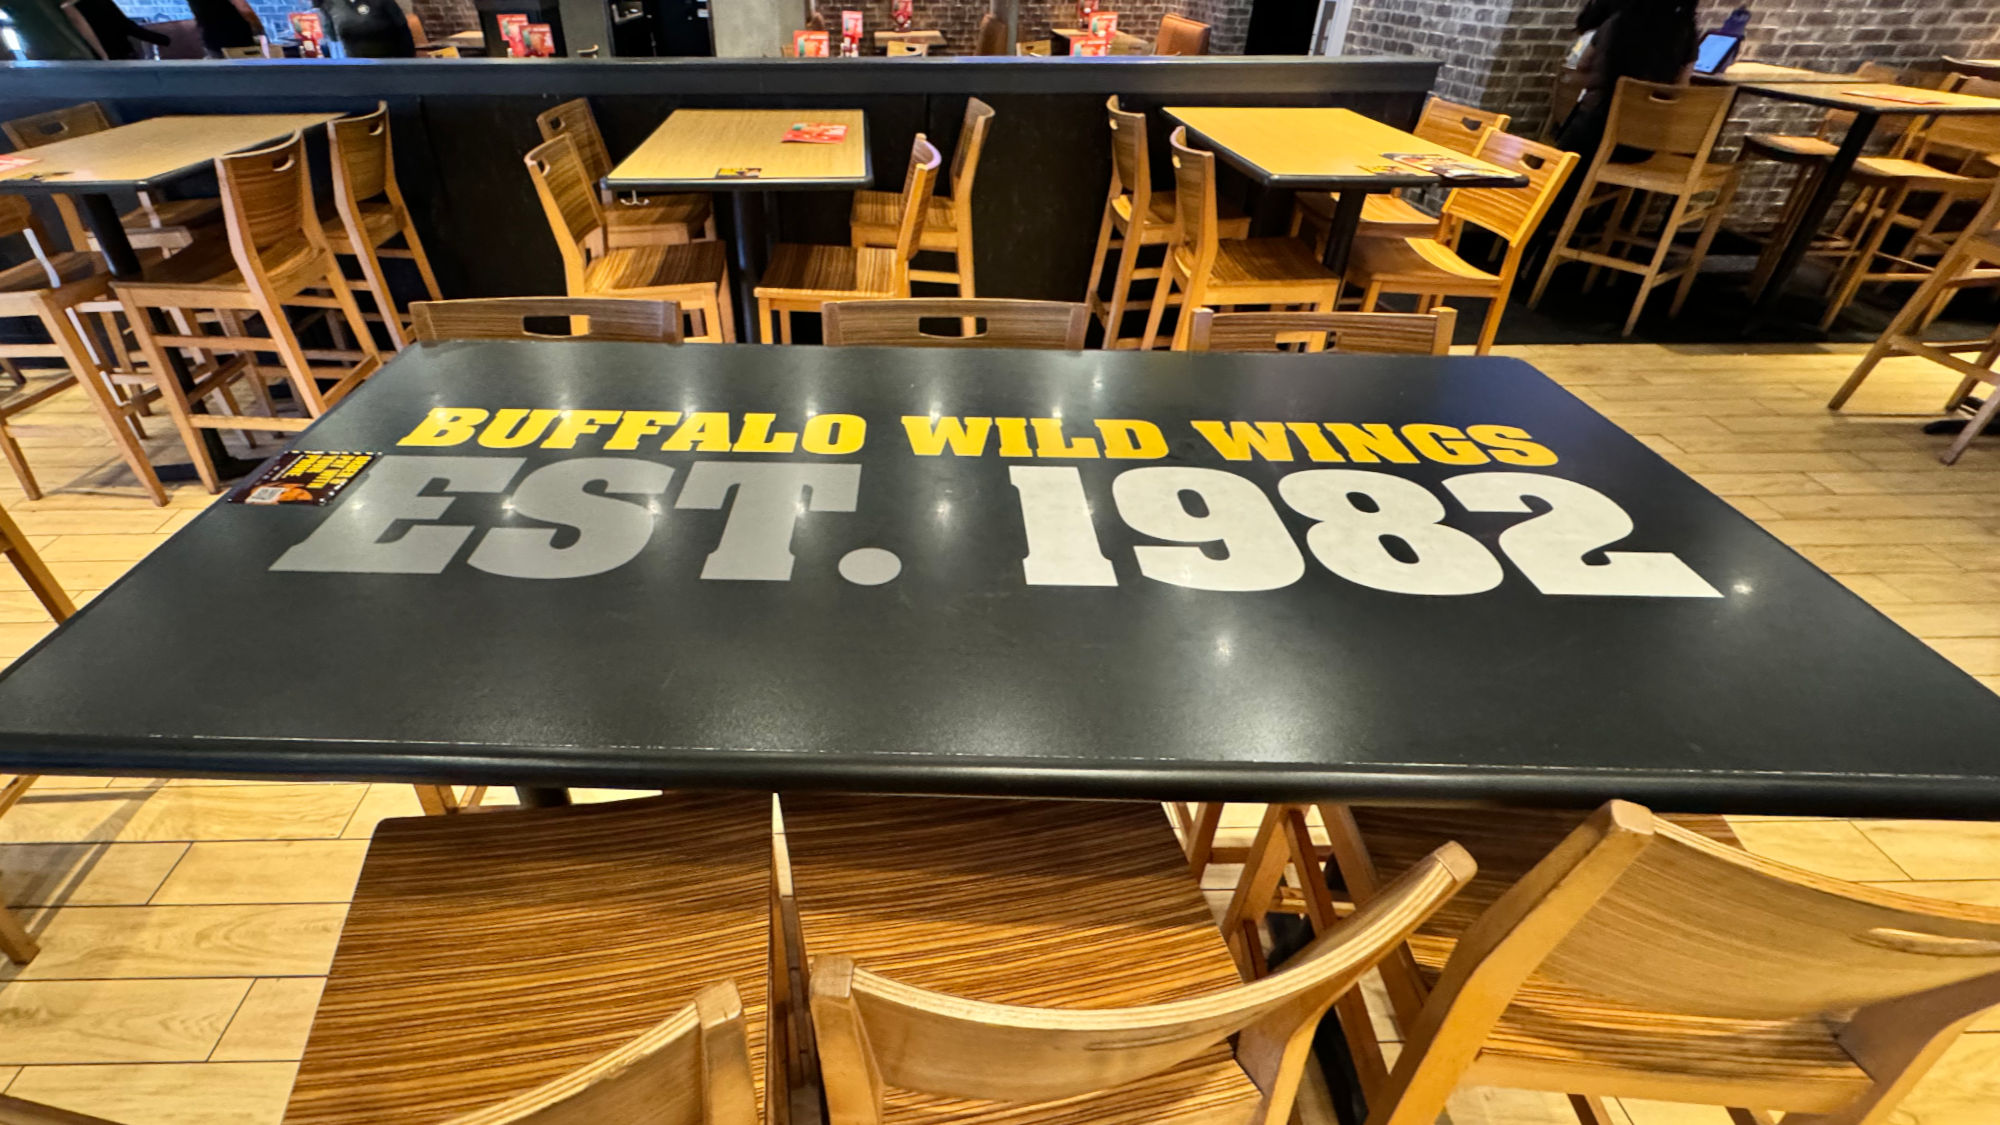 BUFFALO WILD WINGS
EST. 1982